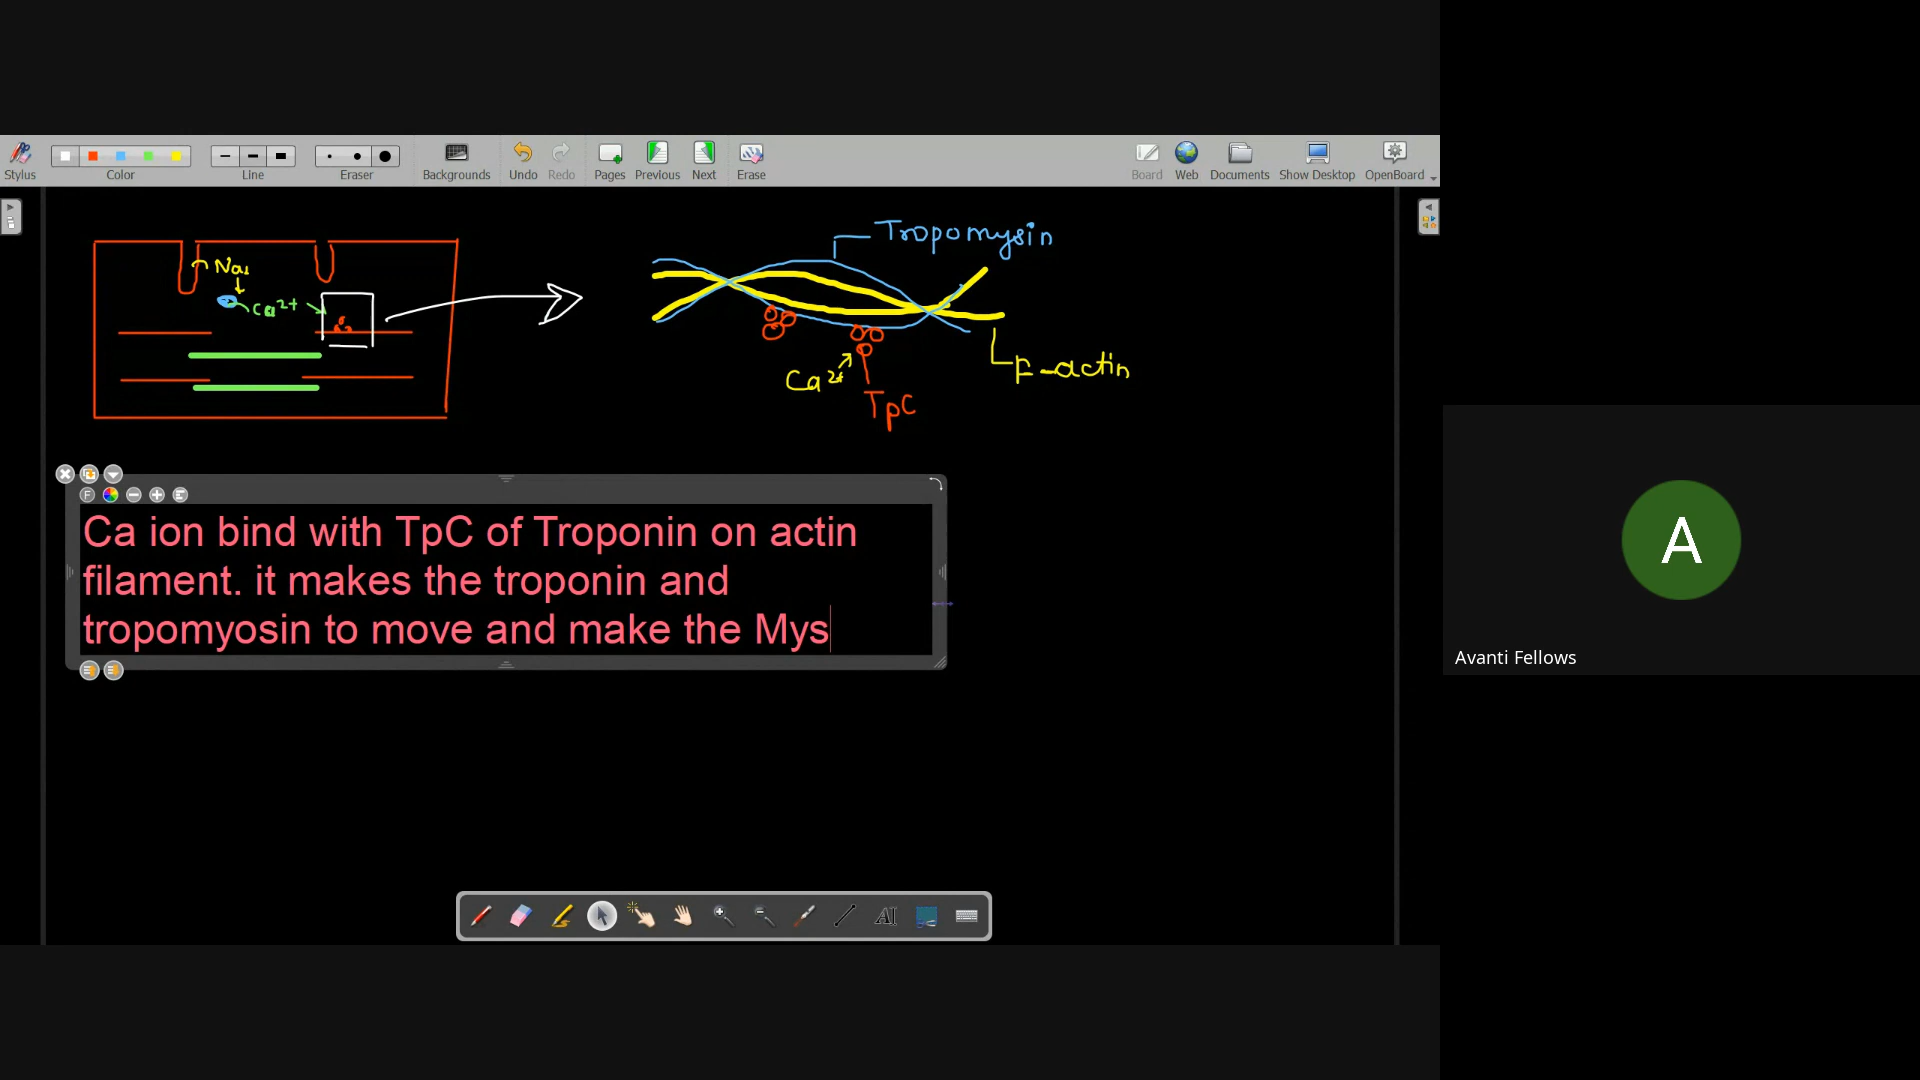 Stylus
Color
Line
Eraser
Backgrounds
Undo
Redo
Pages
Previous
Next
Erase
Board
Web
Documents
Show Desktop
OpenBoard
Tropomysin
Ca²⁺
Ca²⁺
F-actin
TpC
F
Ca ion bind with TpC of Troponin on actin
filament. it makes the troponin and
tropomyosin to move and make the Mys
AI
A
Avanti Fellows